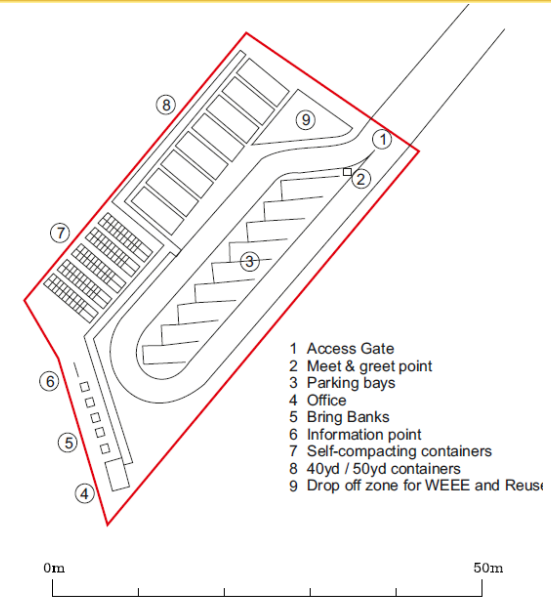 8
9
1
2
7
3
6
5
4
1 Access Gate
2 Meet & greet point
3 Parking bays
4 Office
5 Bring Banks
6 Information point
7 Self-compacting containers
8 40yd / 50yd containers
9 Drop off zone for WEEE and Reuse
0m 50m